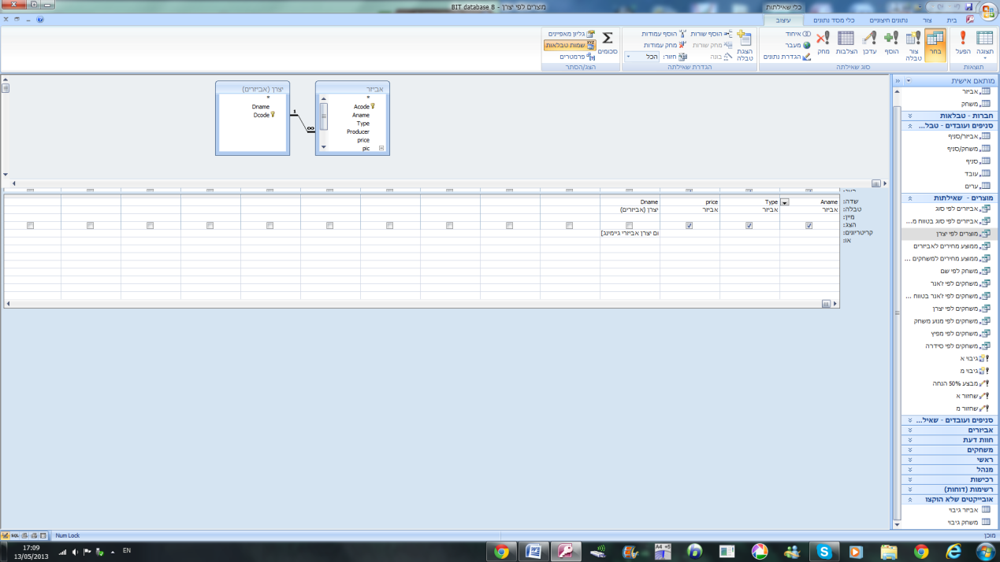 מוצרים לפי יצרן - BIT database 8
כלי שאילתות
בית
צור
נתונים חיצוניים
כלי מסד נתונים
עיצוב
תצוגה
הפעל
תוצאות
בחר
צור טבלה
הוסף
עדכן
הצלבות
מחק
איחוד
מעבר
הגדרת נתונים
סוג שאילתה
הצגת טבלה
הוסף שורות
מחק שורות
בונה
הוסף עמודות
מחק עמודות
חזור: הכל
הגדרת שאילתה
סכומים
גליון מאפיינים
שמות טבלאות
פרמטרים
הצג/הסתר
מותאם אישית
אביזר
משחק
חברות - טבלאות
סניפים ועובדים - טבל...
אביזר/סניף
משחק/סניף
סניף
עובד
ערים
מוצרים - שאילתות
אביזרים לפי סוג
אביזרים לפי סוג בטווח מ...
מוצרים לפי יצרן
ממוצע מחירים לאביזרים
ממוצע מחירים למשחקים ...
משחק לפי שם
משחקים לפי ז'אנר
משחקים לפי ז'אנר בטווח ...
משחקים לפי יצרן
משחקים לפי מנוע משחק
משחקים לפי מפיץ
משחקים לפי סידרה
גיבוי א
גיבוי מ
מבצע 50% הנחה
שחזור א
שחזור מ
סניפים ועובדים - שאיל...
אביזרים
חוות דעת
משחקים
ראשי
מנהל
רכישות
רשימות (דוחות)
אובייקטים שלא הוקצו
אביזר גיבוי
משחק גיבוי
אביזר
*
Acode
Aname
Type
Producer
price
pic
יצרן (אביזרים)
*
Dname
Dcode
1
∞
שדה: Aname Type price Dname
טבלה: אביזר אביזר אביזר יצרן (אביזרים)
מיין:
הצג:
קריטריונים: ום יצרן אביזרי גיימינג]
או:
מוכן
Num Lock
SQL
A4 +5
EN
17:09
13/05/2013